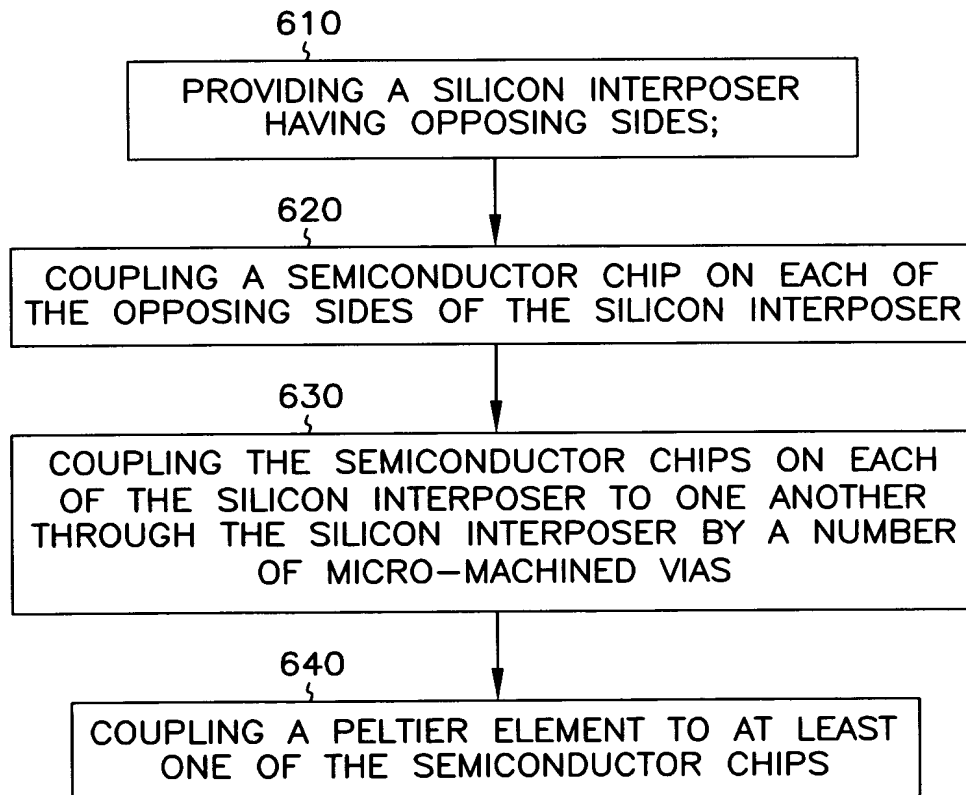 610
PROVIDING A SILICON INTERPOSER
HAVING OPPOSING SIDES;
620
COUPLING A SEMICONDUCTOR CHIP ON EACH OF
THE OPPOSING SIDES OF THE SILICON INTERPOSER
630
COUPLING THE SEMICONDUCTOR CHIPS ON EACH
OF THE SILICON INTERPOSER TO ONE ANOTHER
THROUGH THE SILICON INTERPOSER BY A NUMBER
OF MICRO-MACHINED VIAS
640
COUPLING A PELTIER ELEMENT TO AT LEAST
ONE OF THE SEMICONDUCTOR CHIPS